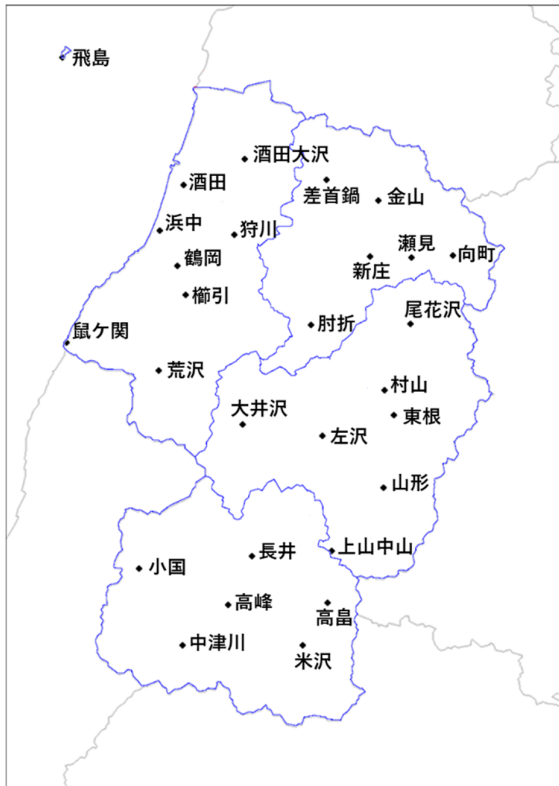 飛島
酒田大沢
酒田
差首鍋
金山
浜中
狩川
鶴岡
新庄
瀬見
向町
櫛引
肘折
尾花沢
鼠ケ関
荒沢
村山
大井沢
東根
左沢
山形
上山中山
長井
小国
高峰
高畠
中津川
米沢